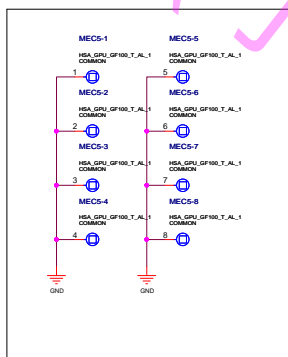 MEC5-1
HSA_GPU_GF100_T_AL_1
COMMON
1
MEC5-2
HSA_GPU_GF100_T_AL_1
COMMON
2
MEC5-3
HSA_GPU_GF100_T_AL_1
COMMON
3
MEC5-4
HSA_GPU_GF100_T_AL_1
COMMON
4
GND
MEC5-5
HSA_GPU_GF100_T_AL_1
COMMON
5
MEC5-6
HSA_GPU_GF100_T_AL_1
COMMON
6
MEC5-7
HSA_GPU_GF100_T_AL_1
COMMON
7
MEC5-8
HSA_GPU_GF100_T_AL_1
COMMON
8
GND